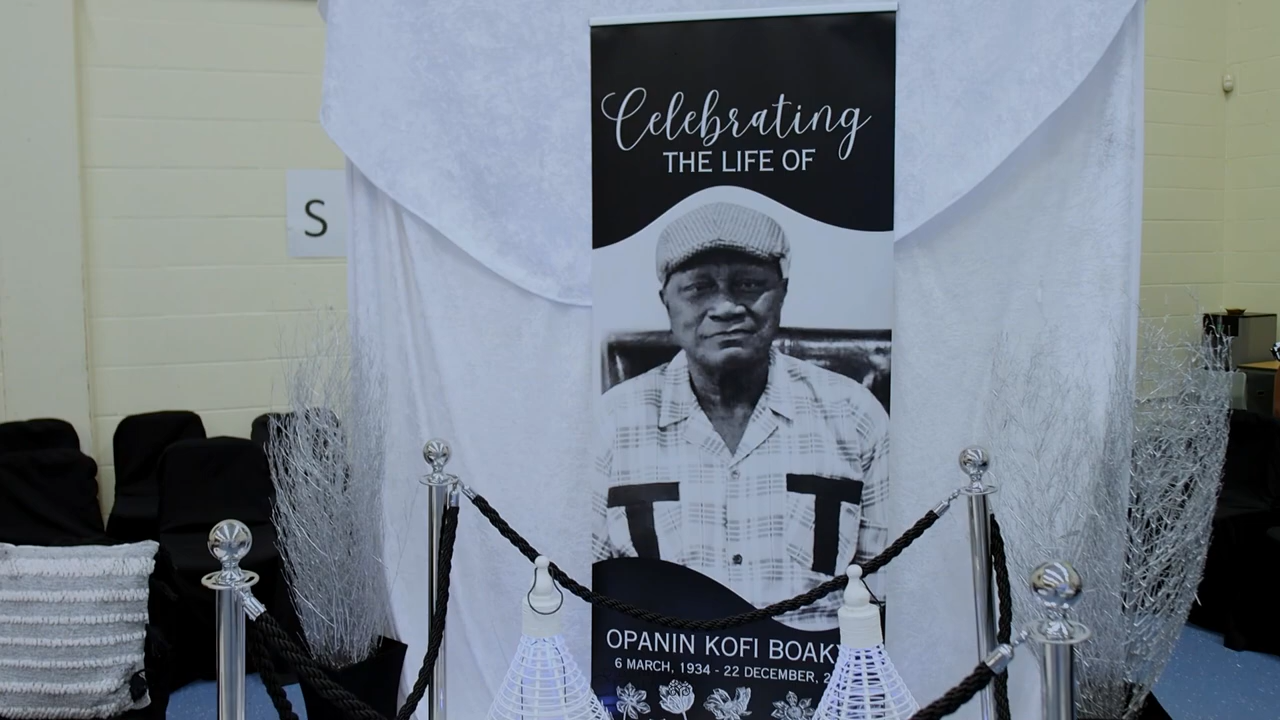 Celebrating
THE LIFE OF
S
OPANIN KOFI
6 MARCH, 1934 - 22 DECEMBER,